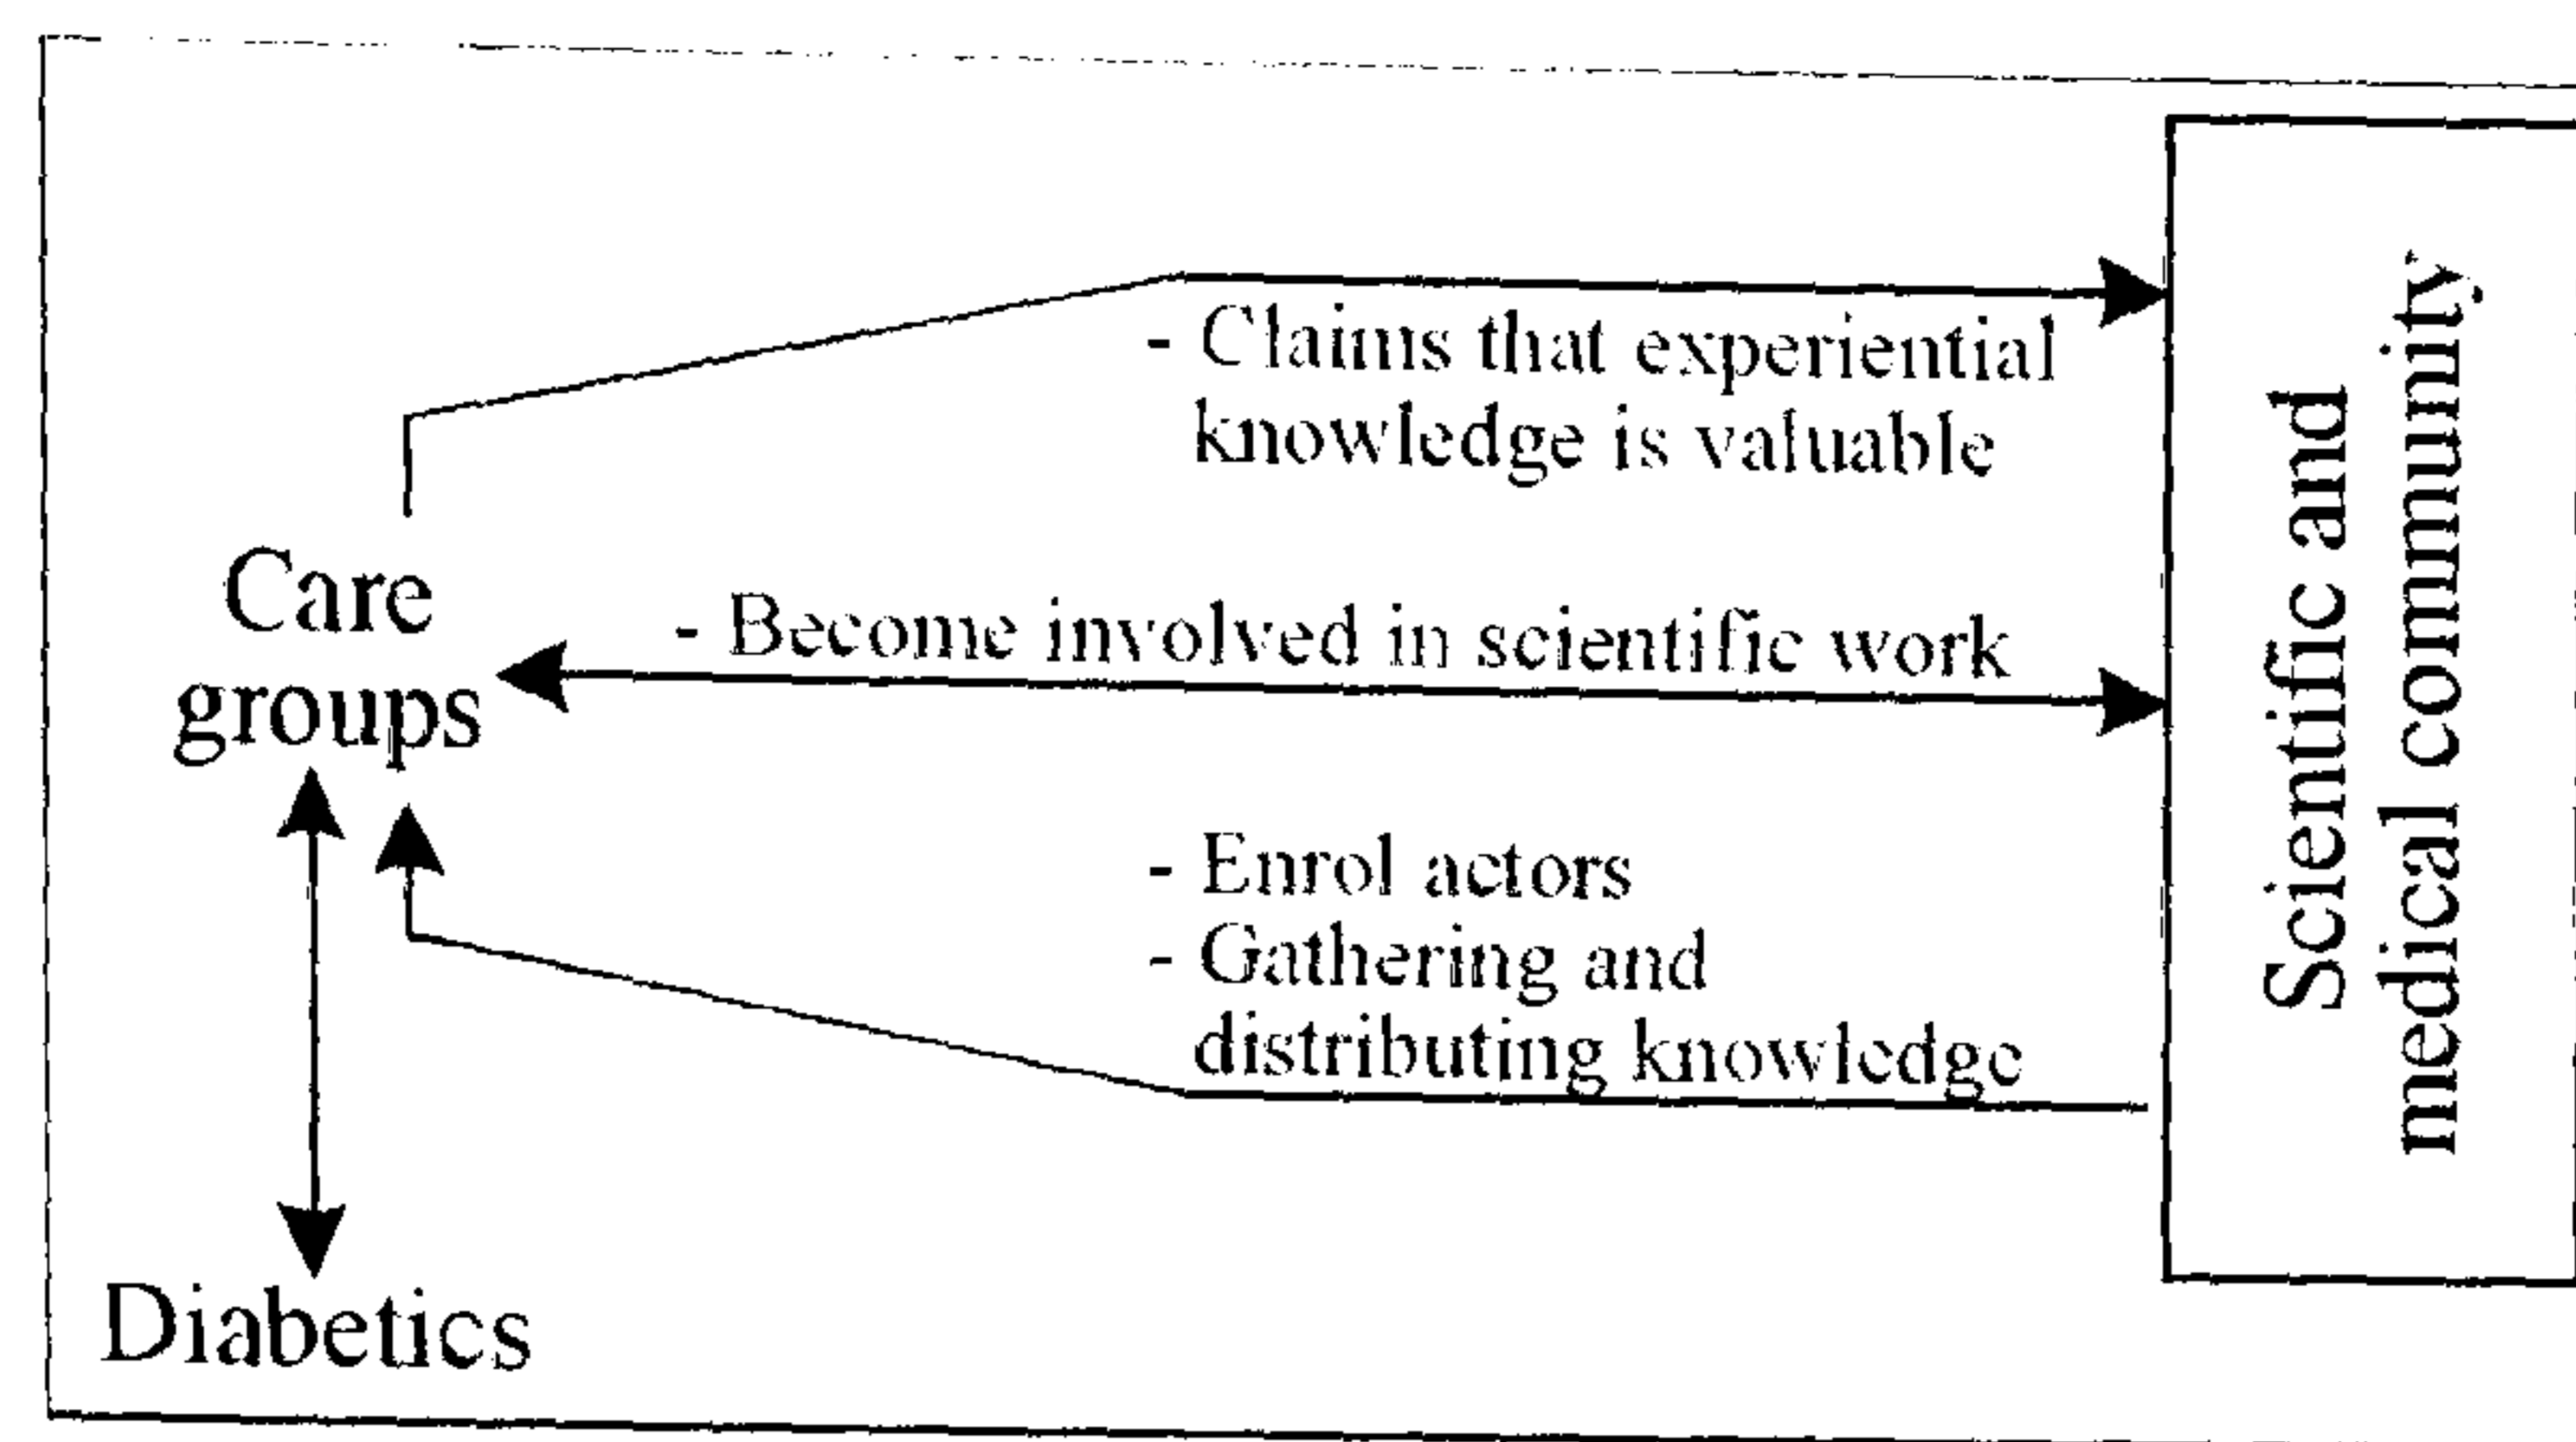 - Claims that experiential
knowledge is valuable
Care
groups
- Become involved in scientific work
- Enrol actors
- Gathering and
distributing knowledge
Diabetics
Scientific and
medical community